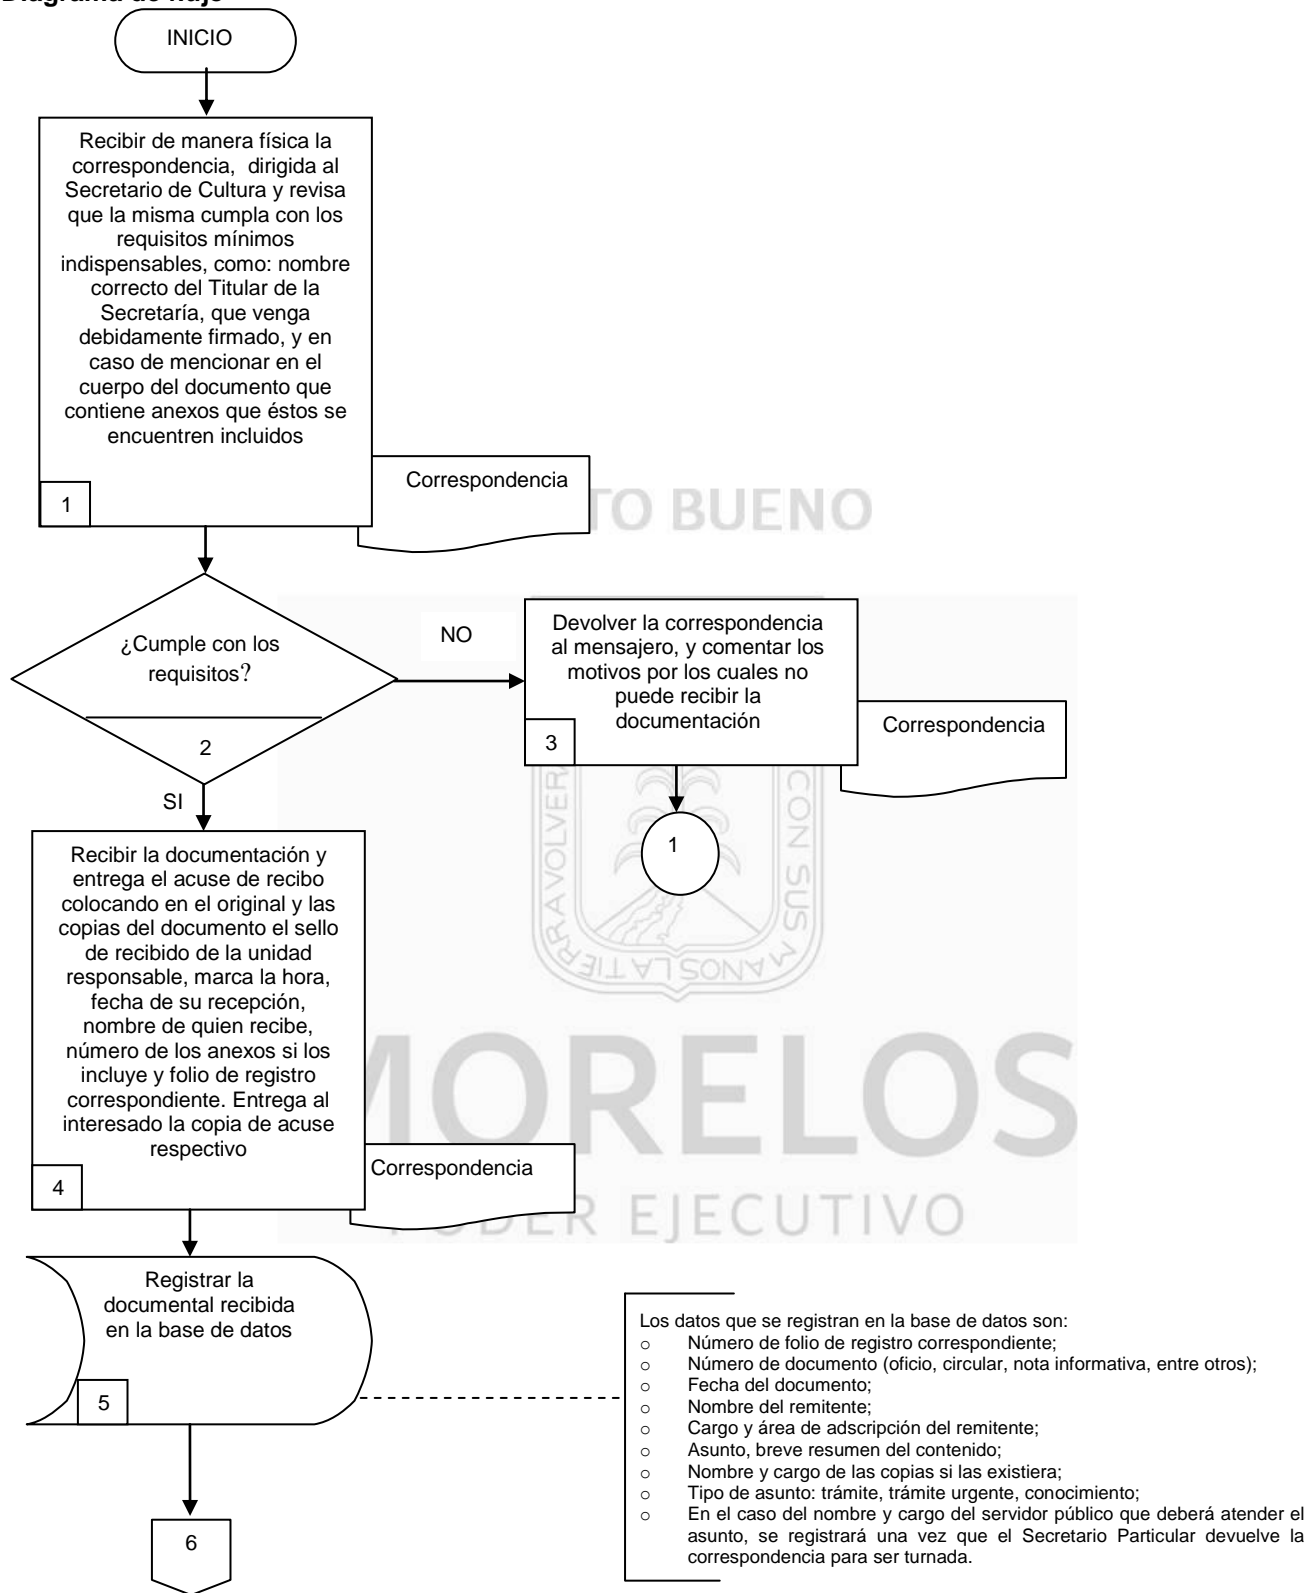 Diagrama de flujo
INICIO
Recibir de manera física la
correspondencia, dirigida al
Secretario de Cultura y revisa
que la misma cumpla con los
requisitos mínimos
indispensables, como: nombre
correcto del Titular de la
Secretaría, que venga
debidamente firmado, y en
caso de mencionar en el
cuerpo del documento que
contiene anexos que éstos se
encuentren incluidos
1
Correspondencia
TO BUENO
¿Cumple con los
requisitos?
2
NO
Devolver la correspondencia
al mensajero, y comentar los
motivos por los cuales no
puede recibir la
documentación
3
Correspondencia
1
SI
Recibir la documentación y
entrega el acuse de recibo
colocando en el original y las
copias del documento el sello
de recibido de la unidad
responsable, marca la hora,
fecha de su recepción,
nombre de quien recibe,
número de los anexos si los
incluye y folio de registro
correspondiente. Entrega al
interesado la copia de acuse
respectivo
4
Correspondencia
TIERRA VOLVERA CON SUS MANOS LA
MORELOS
PODER EJECUTIVO
Registrar la
documental recibida
en la base de datos
5
6
Los datos que se registran en la base de datos son:
o Número de folio de registro correspondiente;
o Número de documento (oficio, circular, nota informativa, entre otros);
o Fecha del documento;
o Nombre del remitente;
o Cargo y área de adscripción del remitente;
o Asunto, breve resumen del contenido;
o Nombre y cargo de las copias si las existiera;
o Tipo de asunto: trámite, trámite urgente, conocimiento;
o En el caso del nombre y cargo del servidor público que deberá atender el
asunto, se registrará una vez que el Secretario Particular devuelve la
correspondencia para ser turnada.